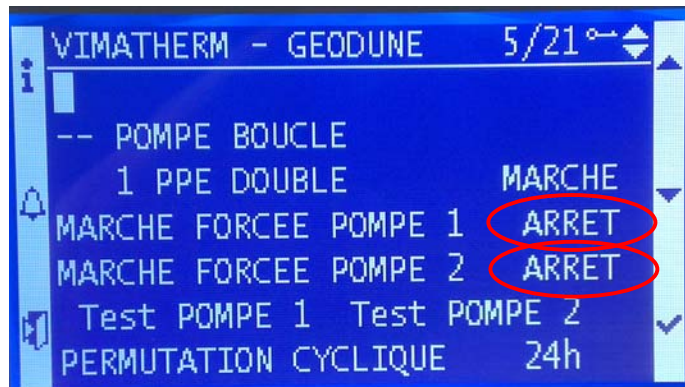 VIMATHERM - GEODUNE 5/21
-- POMPE BOUCLE
1 PPE DOUBLE MARCHE
MARCHE FORCEE POMPE 1 ARRET
MARCHE FORCEE POMPE 2 ARRET
Test POMPE 1 Test POMPE 2
PERMUTATION CYCLIQUE 24h